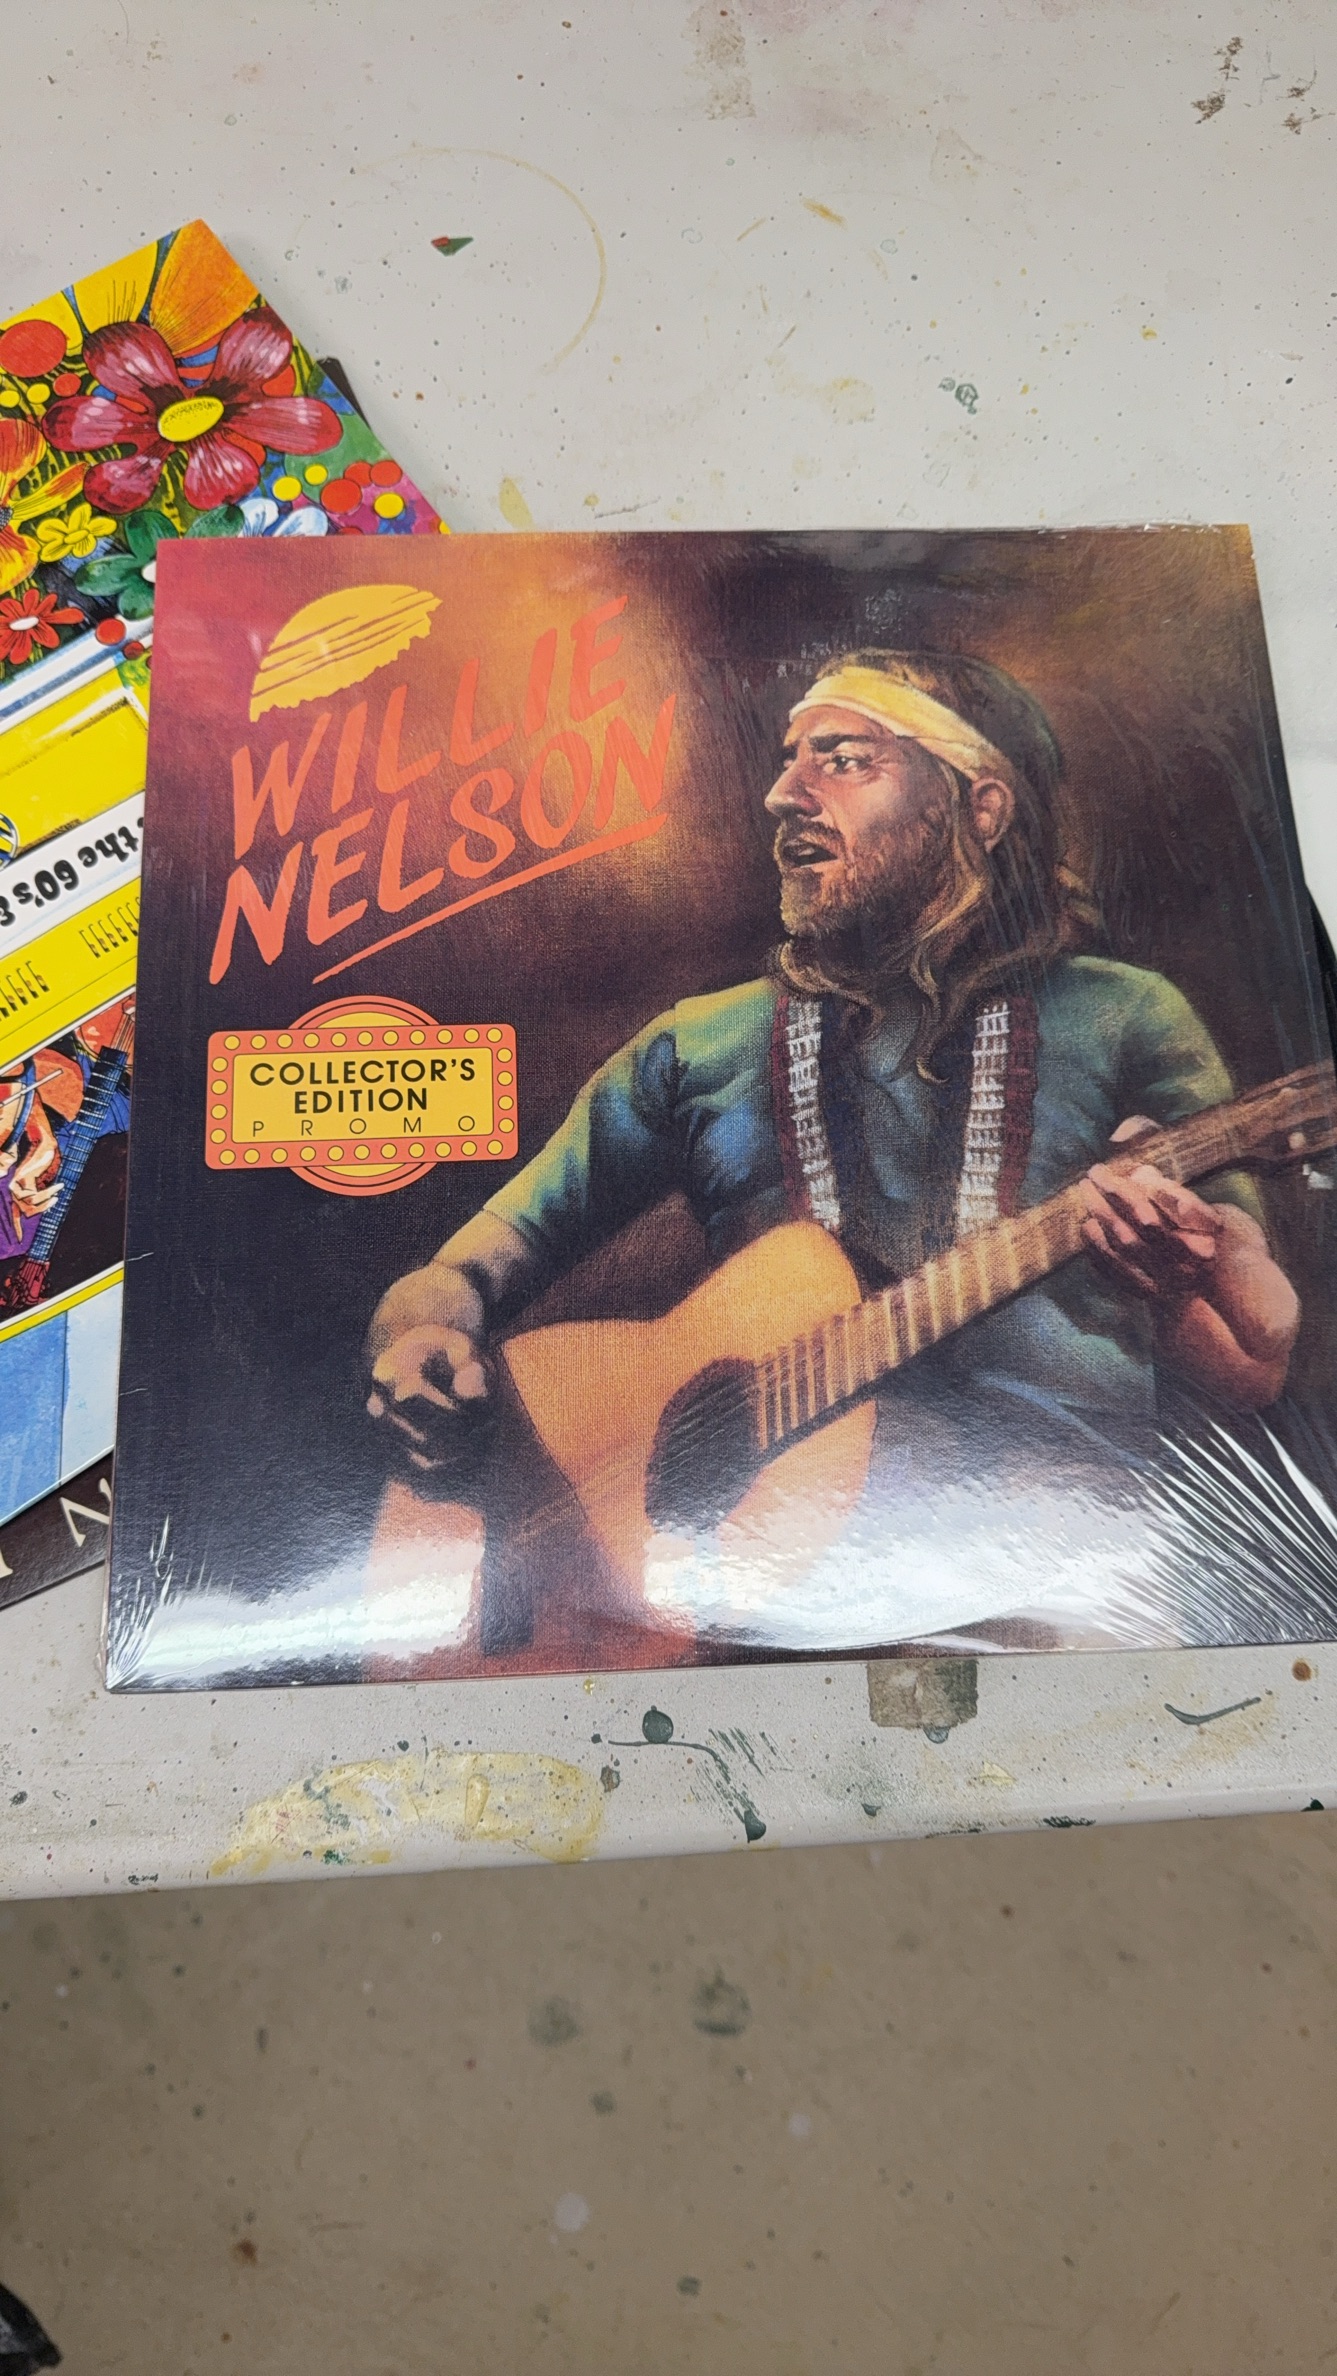 WILLIE
NELSON
COLLECTOR'S
EDITION
PROMO
the 60's &
N